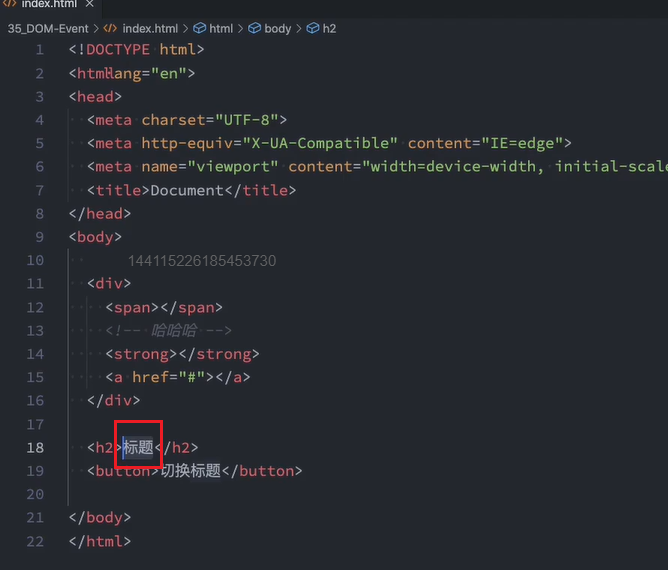 index.html ×
35_DOM-Event > index.html > html > body > h2
1 <!DOCTYPE html>
2 <html lang="en">
3 <head>
4 <meta charset="UTF-8">
5 <meta http-equiv="X-UA-Compatible" content="IE=edge">
6 <meta name="viewport" content="width=device-width, initial-scale
7 <title>Document</title>
8 </head>
9 <body>
10 144115226185453730
11 <div>
12 <span></span>
13 <!-- 哈哈哈 -->
14 <strong></strong>
15 <a href="#"></a>
16 </div>
17
18 <h2>标题</h2>
19 <button>切换标题</button>
20
21 </body>
22 </html>